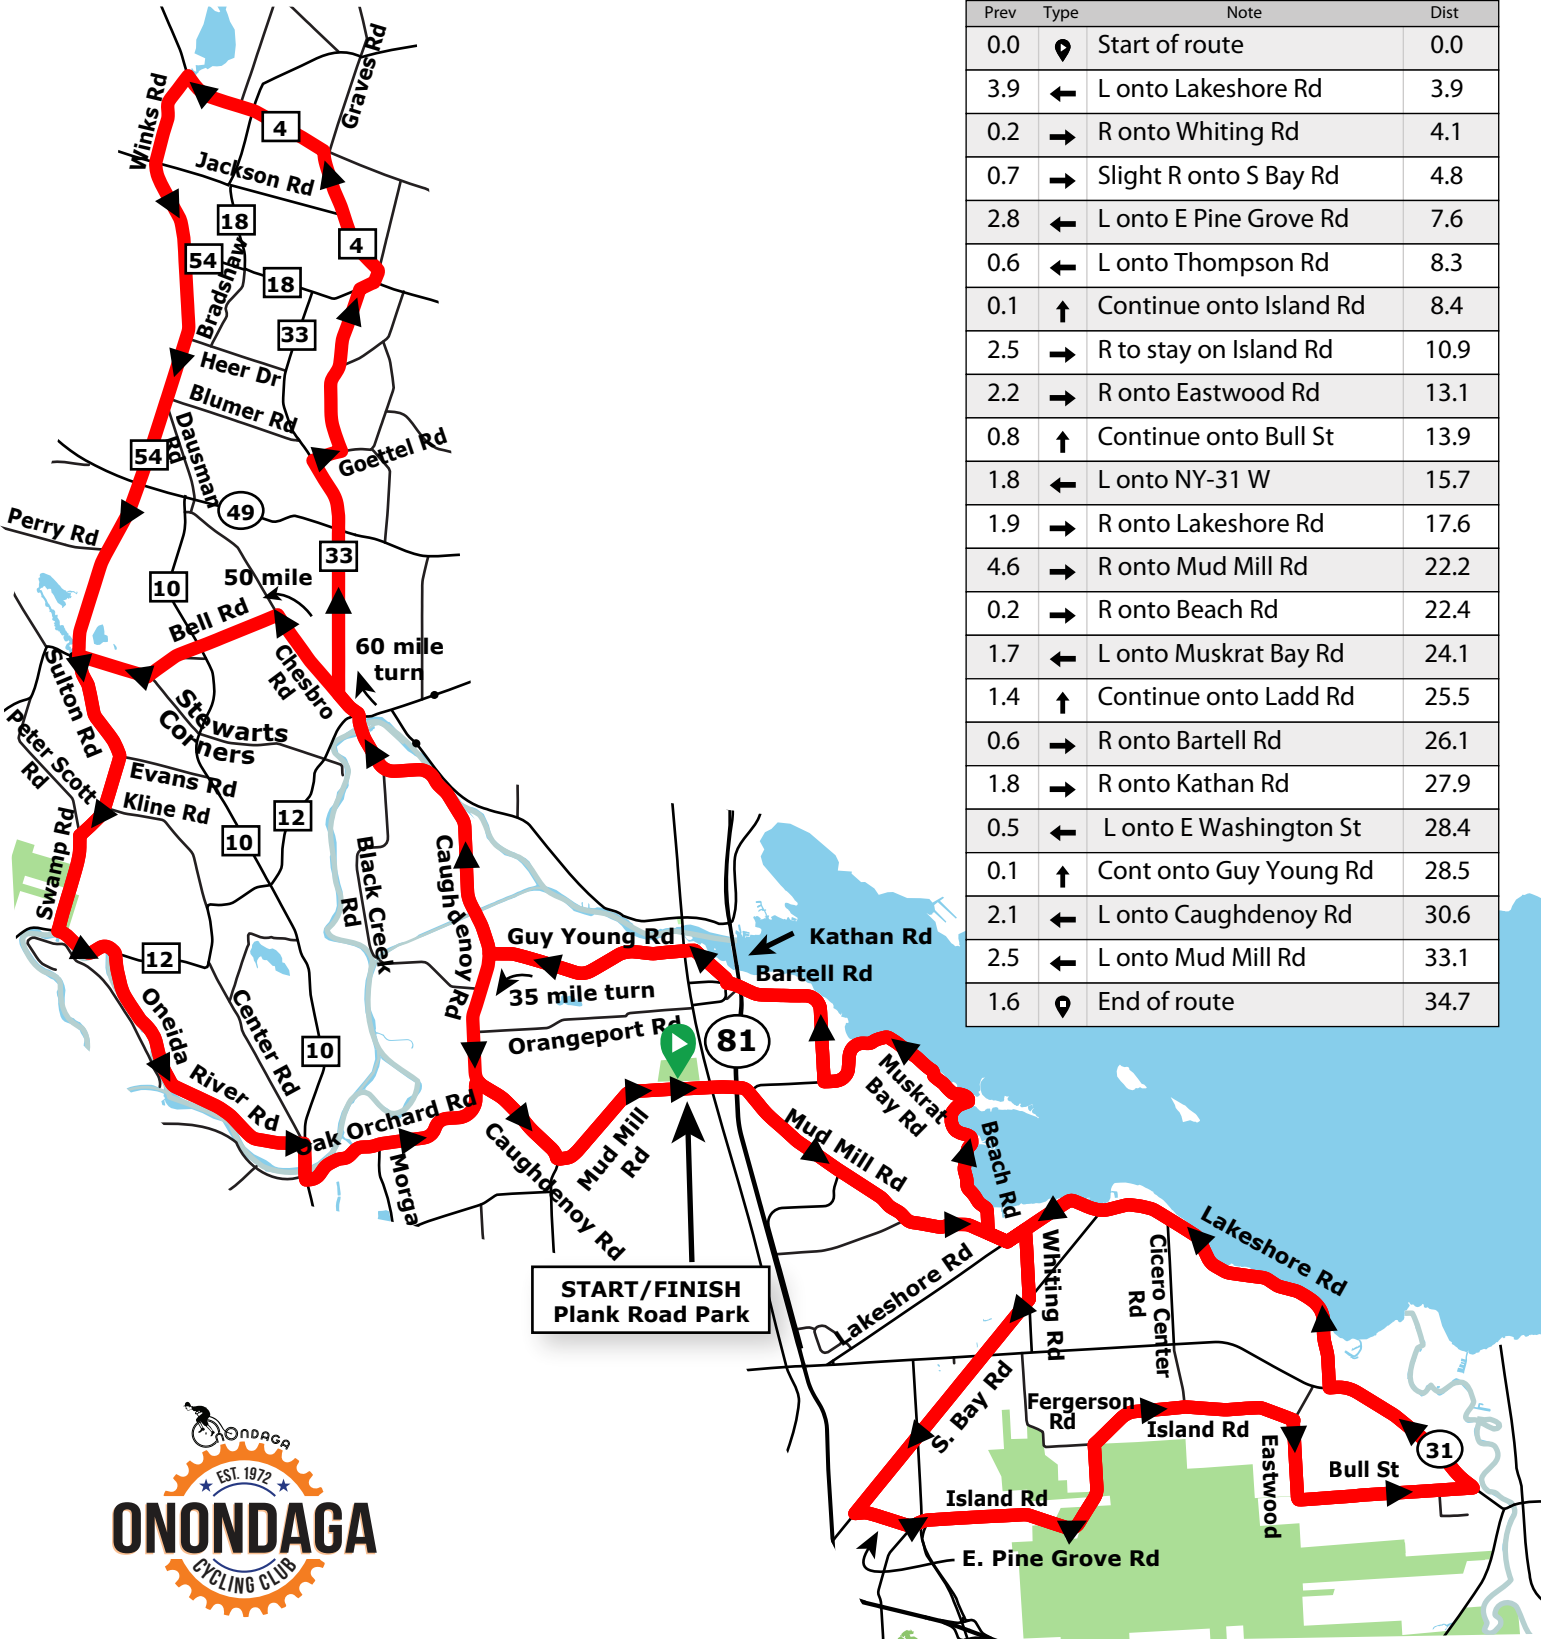 Prev Type Note Dist
0.0 Start of route 0.0
3.9 L onto Lakeshore Rd 3.9
0.2 R onto Whiting Rd 4.1
0.7 Slight R onto S Bay Rd 4.8
2.8 L onto E Pine Grove Rd 7.6
0.6 L onto Thompson Rd 8.3
0.1 Continue onto Island Rd 8.4
2.5 R to stay on Island Rd 10.9
2.2 R onto Eastwood Rd 13.1
0.8 Continue onto Bull St 13.9
1.8 L onto NY-31 W 15.7
1.9 R onto Lakeshore Rd 17.6
4.6 R onto Mud Mill Rd 22.2
0.2 R onto Beach Rd 22.4
1.7 L onto Muskrat Bay Rd 24.1
1.4 Continue onto Ladd Rd 25.5
0.6 R onto Bartell Rd 26.1
1.8 R onto Kathan Rd 27.9
0.5 L onto E Washington St 28.4
0.1 Cont onto Guy Young Rd 28.5
2.1 L onto Caughdenoy Rd 30.6
2.5 L onto Mud Mill Rd 33.1
1.6 End of route 34.7
Graves Rd
Winks Rd
4
Jackson Rd
18
4
54
Bradshaw
18
33
Heer Dr
Blumer Rd
Dausman
Rd
54
Goettel Rd
49
Perry Rd
33
10
50 mile
Bell Rd
60 mile
turn
Chesbro
Rd
Sulton Rd
Stewarts
Corners
Peter Scott
Rd
Evans Rd
Kline Rd
12
10
Swamp Rd
Black Creek
Rd
Caughdenoy Rd
Guy Young Rd
Kathan Rd
Bartell Rd
35 mile turn
12
Orangeport Rd
81
Oneida
River Rd
Center Rd
10
Muskrat
Bay Rd
Oak Orchard Rd
Mud Mill
Rd
Mud Mill Rd
Beach Rd
Morga
Caughdenoy Rd
Lakeshore Rd
Lakeshore Rd
Whiting Rd
Cicero Center
Rd
START/FINISH
Plank Road Park
S. Bay Rd
Fergerson
Rd
Island Rd
Eastwood
31
Bull St
Island Rd
E. Pine Grove Rd
ONONDAGA
EST. 1972
ONONDAGA
CYCLING CLUB